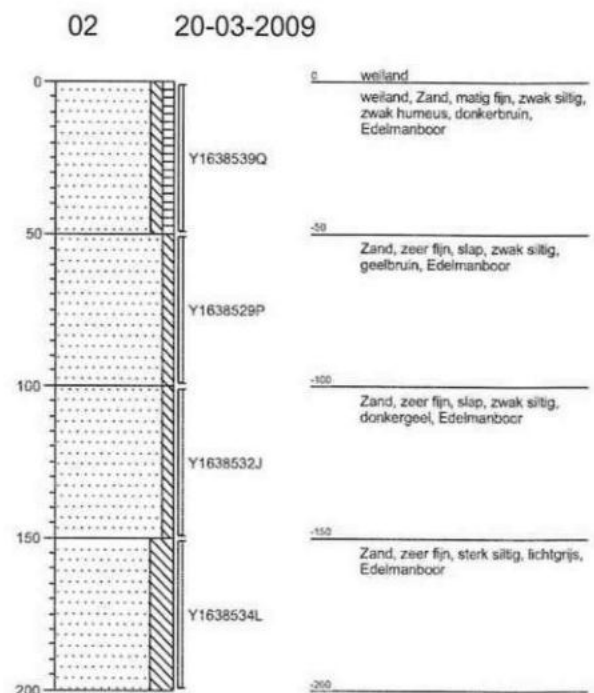 02 20-03-2009
0
0 weiland
weiland, Zand, matig fijn, zwak siltig,
zwak humeus, donkerbruin,
Edelmanboor
Y1638539Q
50
-50
Zand, zeer fijn, slap, zwak siltig,
geelbruin, Edelmanboor
Y1638529P
100
-100
Zand, zeer fijn, slap, zwak siltig,
donkergeel, Edelmanboor
Y1638532J
150
-150
Zand, zeer fijn, sterk siltig, lichtgrijs,
Edelmanboor
Y1638534L
200
-200